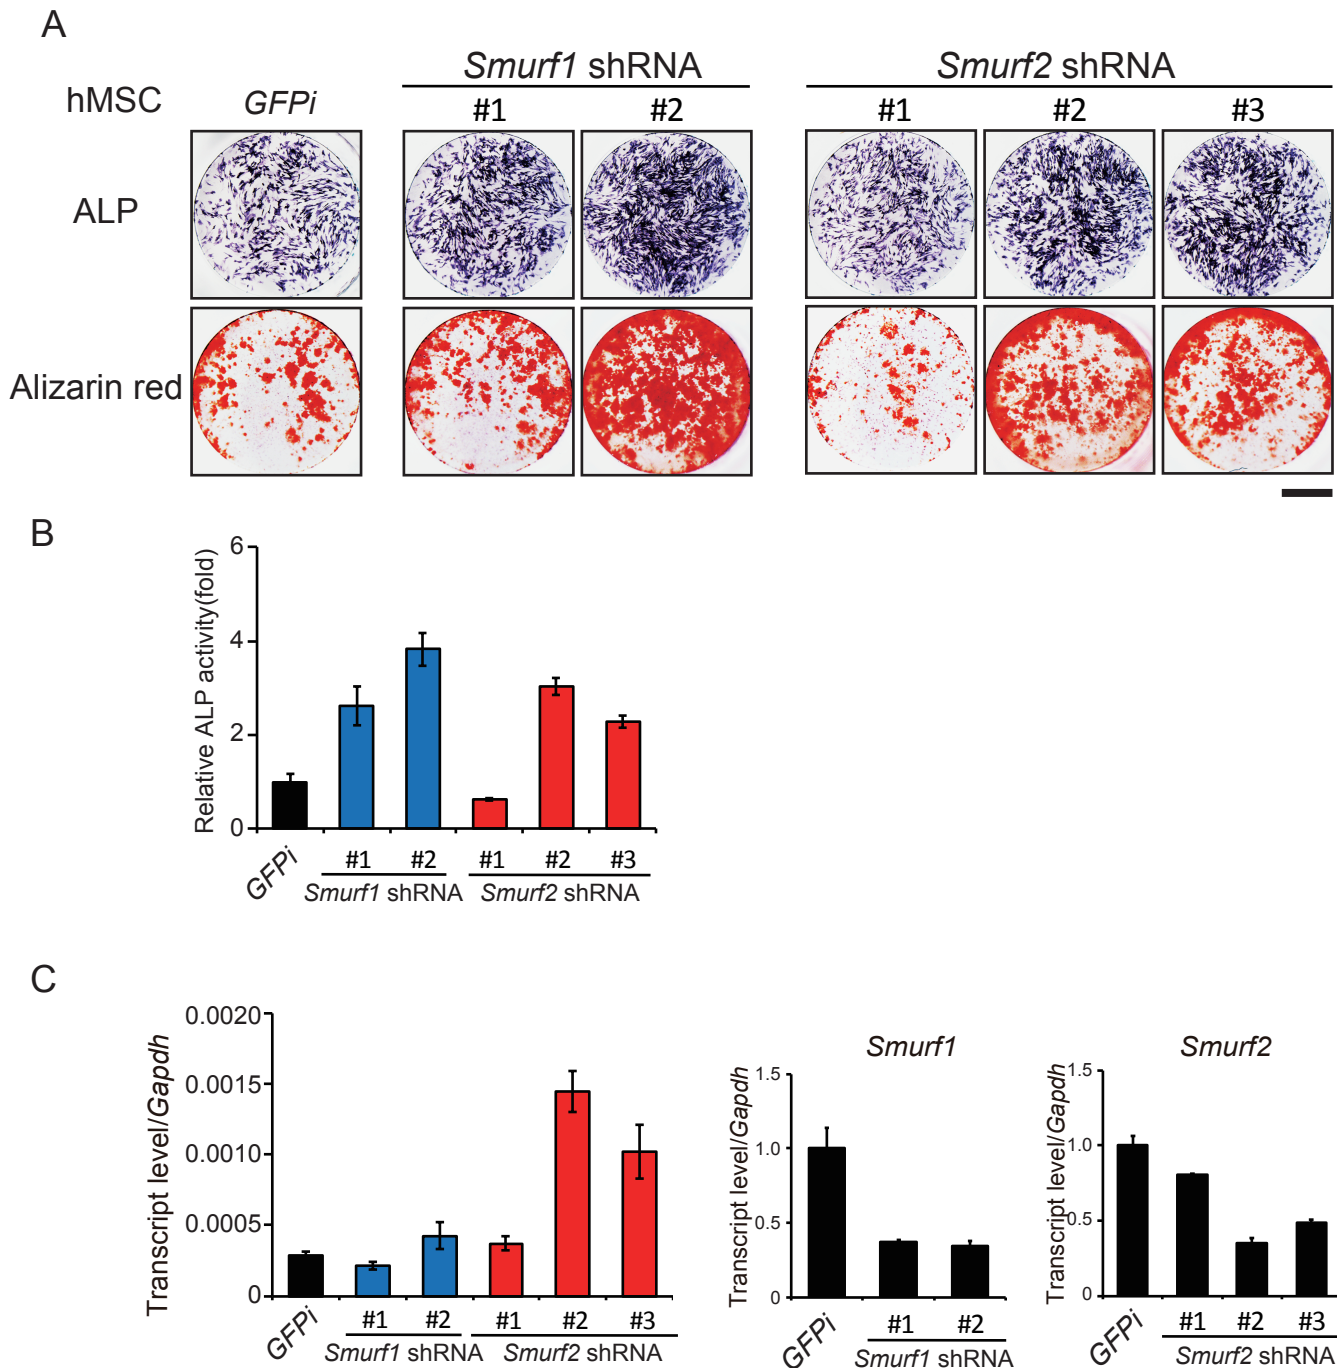 A
Smurf1 shRNA
Smurf2 shRNA
hMSC
GFPi
#1
#2
#1
#2
#3
ALP
Alizarin red
B
Relative ALP activity(fold)
6
4
2
0
GFPi
#1
#2
#1
#2
#3
Smurf1 shRNA
Smurf2 shRNA
C
Transcript level/Gapdh
0.0020
0.0015
0.0010
0.0005
0
GFPi
#1
#2
#1
#2
#3
Smurf1 shRNA
Smurf2 shRNA
Smurf1
Transcript level/Gapdh
1.5
1.0
0.5
0
GFPi
#1
#2
Smurf1 shRNA
Smurf2
Transcript level/Gapdh
1.5
1.0
0.5
0
GFPi
#1
#2
#3
Smurf2 shRNA